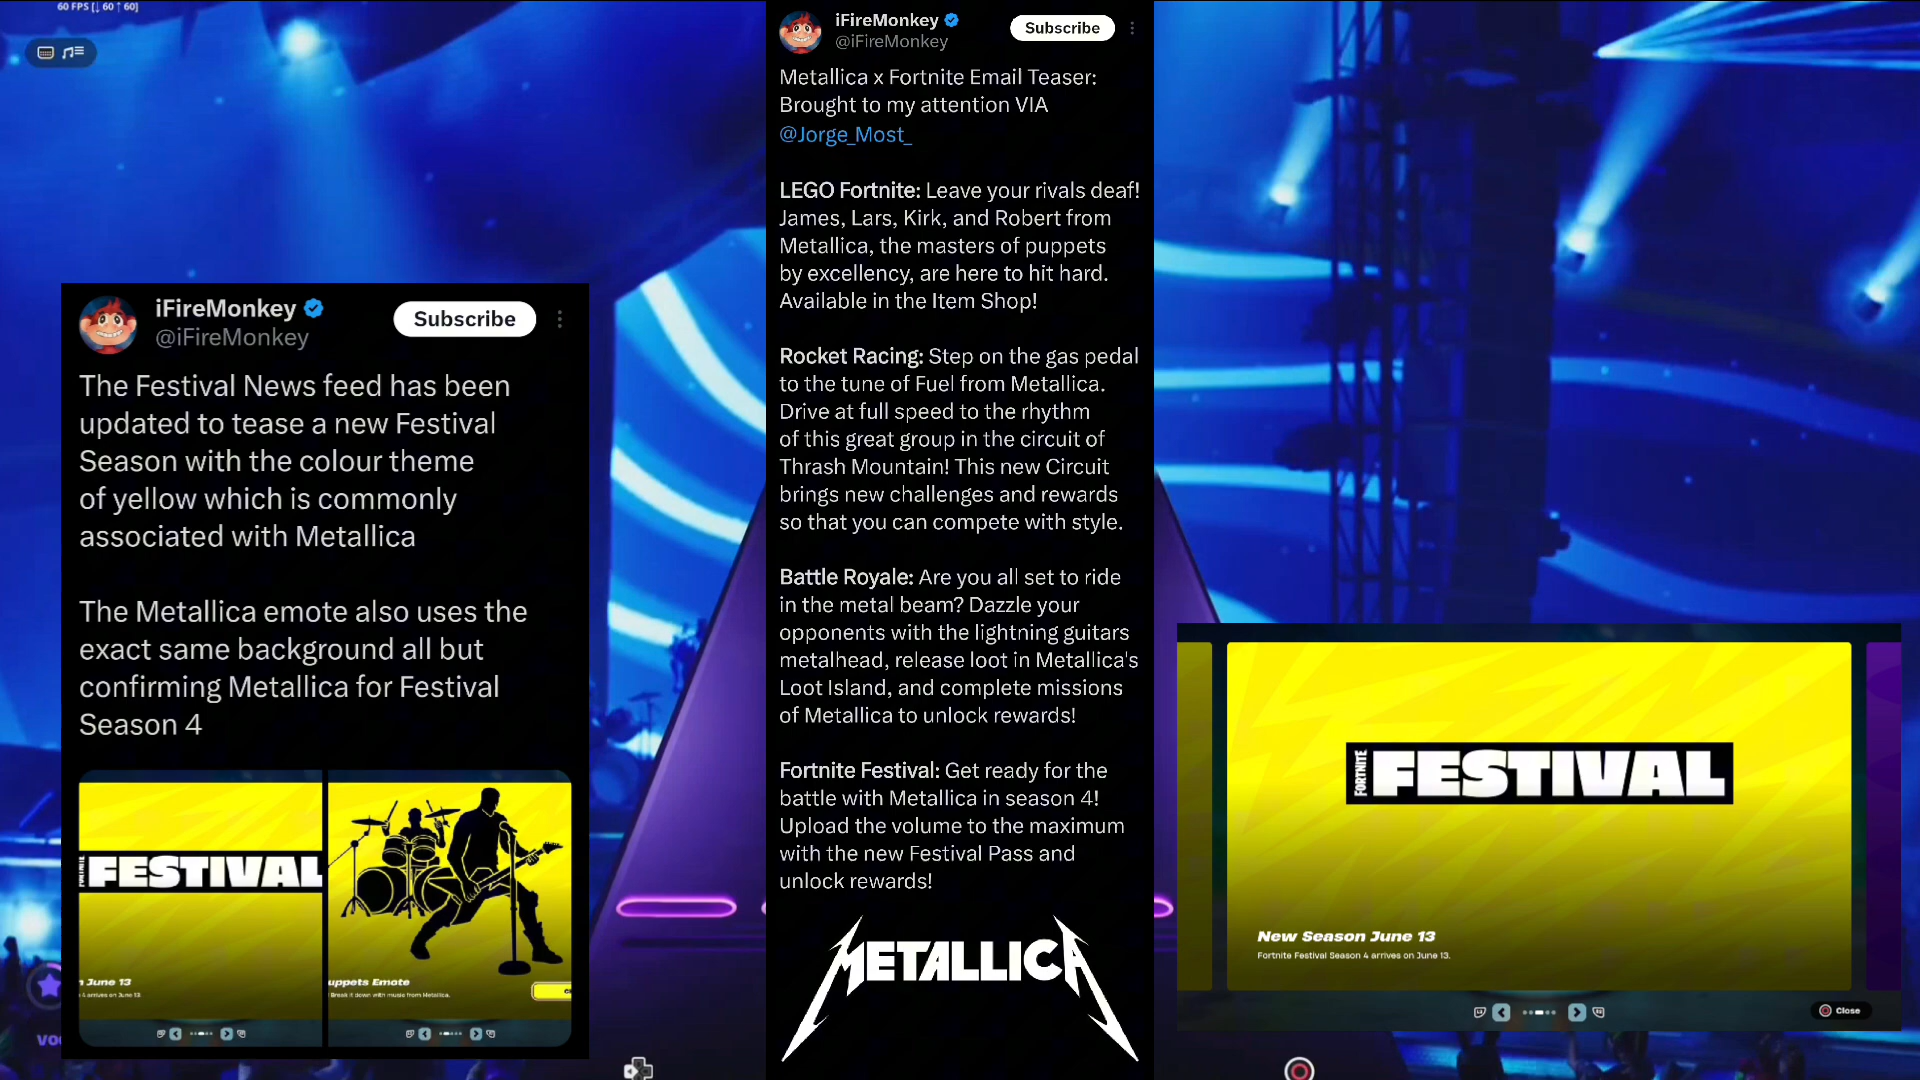 60 FPS [↓ 60 ↑ 60]
iFireMonkey
@iFireMonkey
Subscribe
The Festival News feed has been
updated to tease a new Festival
Season with the colour theme
of yellow which is commonly
associated with Metallica
The Metallica emote also uses the
exact same background all but
confirming Metallica for Festival
Season 4
FESTIVAL
June 13
4 arrives on June 13.
uppets Emote
Break it down with music from Metallica.
VO
iFireMonkey
@iFireMonkey
Subscribe
Metallica x Fortnite Email Teaser:
Brought to my attention VIA
@Jorge_Most_
LEGO Fortnite: Leave your rivals deaf!
James, Lars, Kirk, and Robert from
Metallica, the masters of puppets
by excellency, are here to hit hard.
Available in the Item Shop!
Rocket Racing: Step on the gas pedal
to the tune of Fuel from Metallica.
Drive at full speed to the rhythm
of this great group in the circuit of
Thrash Mountain! This new Circuit
brings new challenges and rewards
so that you can compete with style.
Battle Royale: Are you all set to ride
in the metal beam? Dazzle your
opponents with the lightning guitars
metalhead, release loot in Metallica's
Loot Island, and complete missions
of Metallica to unlock rewards!
Fortnite Festival: Get ready for the
battle with Metallica in season 4!
Upload the volume to the maximum
with the new Festival Pass and
unlock rewards!
METALLICA
FORTNITE FESTIVAL
New Season June 13
Fortnite Festival Season 4 arrives on June 13.
Close